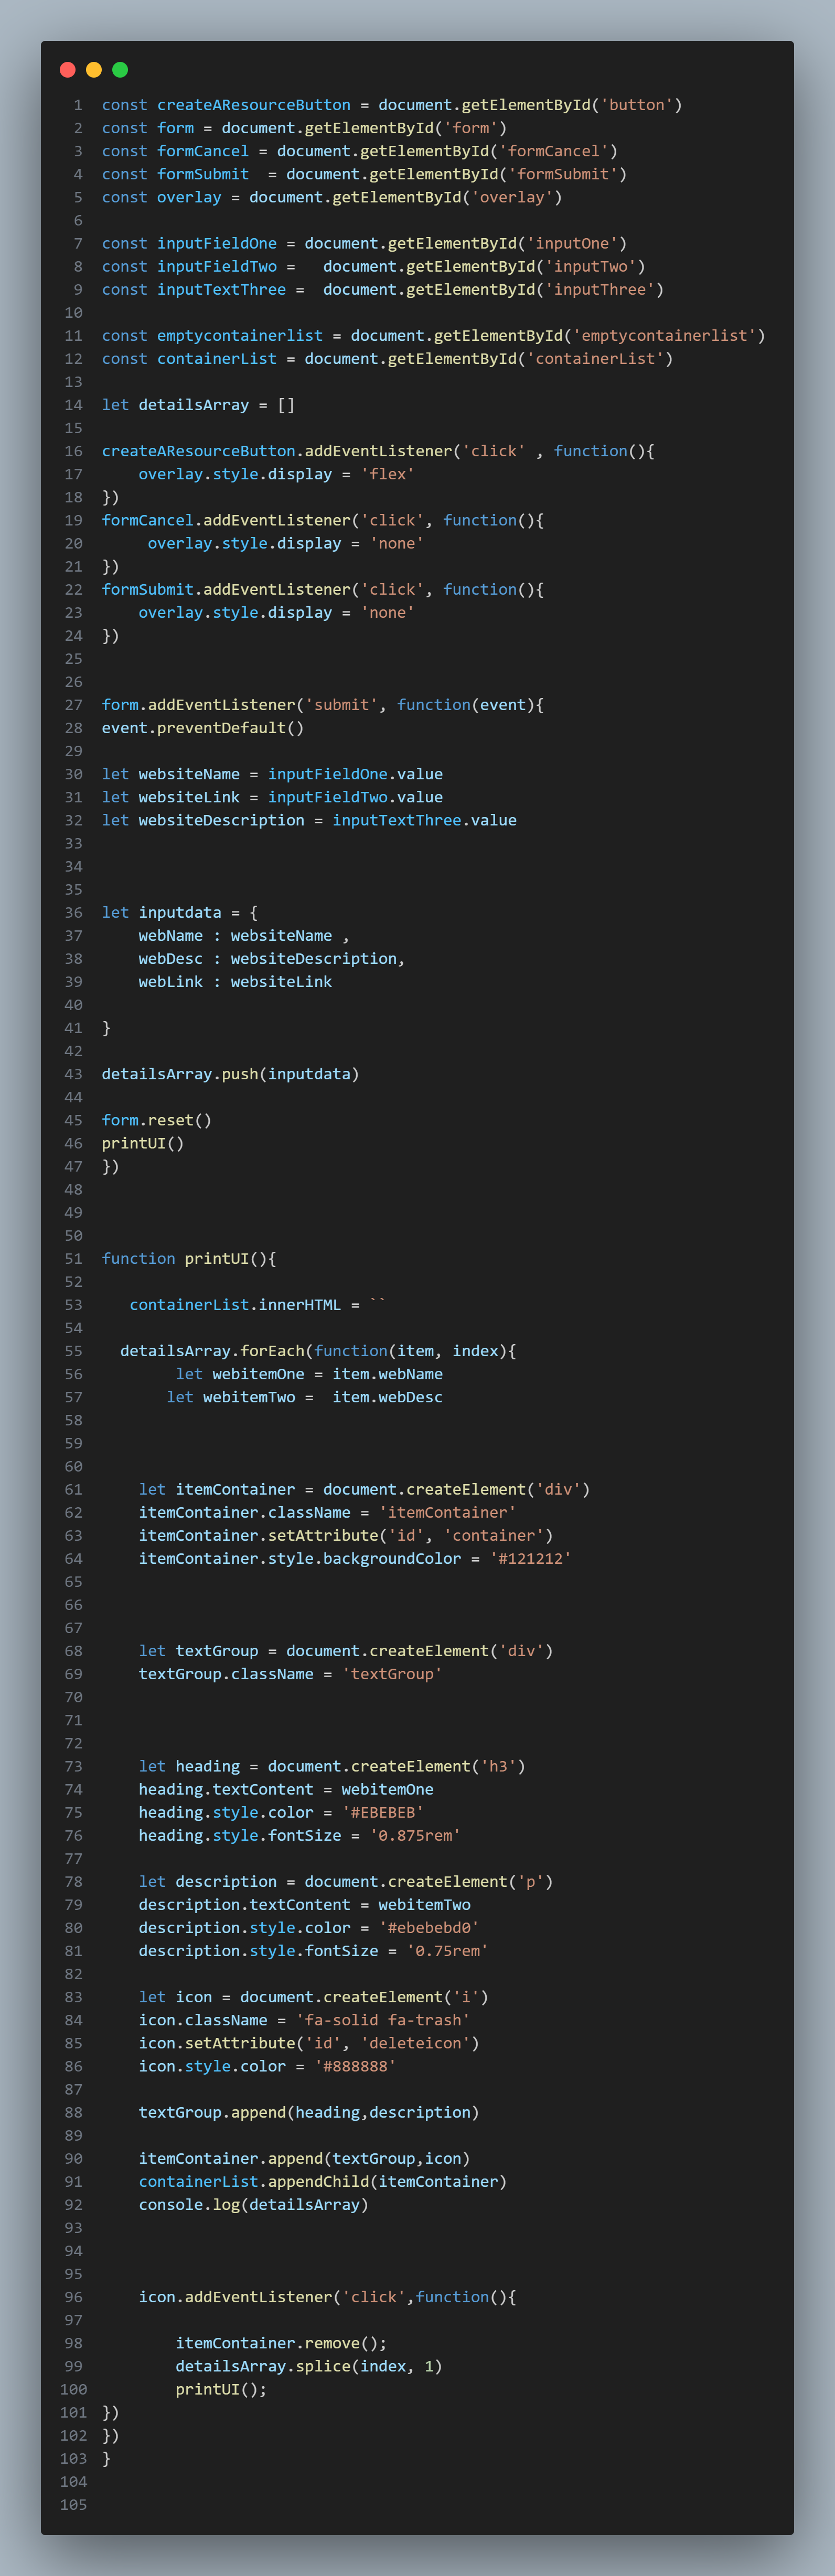 1 const createAResourceButton = document.getElementById('button')
2 const form = document.getElementById('form')
3 const formCancel = document.getElementById('formCancel')
4 const formSubmit  = document.getElementById('formSubmit')
5 const overlay = document.getElementById('overlay')
6
7 const inputFieldOne = document.getElementById('inputOne')
8 const inputFieldTwo =   document.getElementById('inputTwo')
9 const inputTextThree =  document.getElementById('inputThree')
10
11 const emptycontainerlist = document.getElementById('emptycontainerlist')
12 const containerList = document.getElementById('containerList')
13
14 let detailsArray = []
15
16 createAResourceButton.addEventListener('click' , function(){
17     overlay.style.display = 'flex'
18 })
19 formCancel.addEventListener('click', function(){
20      overlay.style.display = 'none'
21 })
22 formSubmit.addEventListener('click', function(){
23     overlay.style.display = 'none'
24 })
25
26
27 form.addEventListener('submit', function(event){
28 event.preventDefault()
29
30 let websiteName = inputFieldOne.value
31 let websiteLink = inputFieldTwo.value
32 let websiteDescription = inputTextThree.value
33
34
35
36 let inputdata = {
37     webName : websiteName ,
38     webDesc : websiteDescription,
39     webLink : websiteLink
40
41 }
42
43 detailsArray.push(inputdata)
44
45 form.reset()
46 printUI()
47 })
48
49
50
51 function printUI(){
52
53    containerList.innerHTML = ``
54
55   detailsArray.forEach(function(item, index){
56         let webitemOne = item.webName
57        let webitemTwo =  item.webDesc
58
59
60
61     let itemContainer = document.createElement('div')
62     itemContainer.className = 'itemContainer'
63     itemContainer.setAttribute('id', 'container')
64     itemContainer.style.backgroundColor = '#121212'
65
66
67
68     let textGroup = document.createElement('div')
69     textGroup.className = 'textGroup'
70
71
72
73     let heading = document.createElement('h3')
74     heading.textContent = webitemOne
75     heading.style.color = '#EBEBEB'
76     heading.style.fontSize = '0.875rem'
77
78     let description = document.createElement('p')
79     description.textContent = webitemTwo
80     description.style.color = '#ebebebd0'
81     description.style.fontSize = '0.75rem'
82
83     let icon = document.createElement('i')
84     icon.className = 'fa-solid fa-trash'
85     icon.setAttribute('id', 'deleteicon')
86     icon.style.color = '#888888'
87
88     textGroup.append(heading,description)
89
90     itemContainer.append(textGroup,icon)
91     containerList.appendChild(itemContainer)
92     console.log(detailsArray)
93
94
95
96     icon.addEventListener('click',function(){
97
98         itemContainer.remove();
99         detailsArray.splice(index, 1)
100         printUI();
101 })
102 })
103 }
104
105